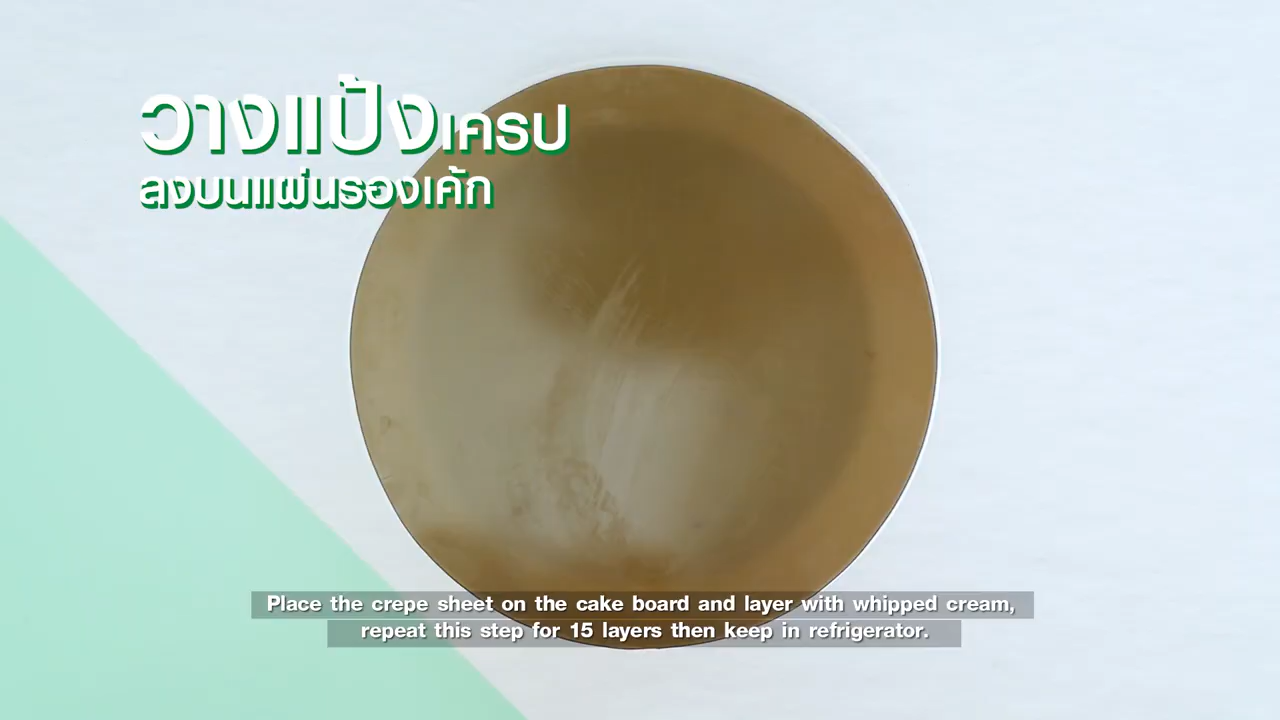 วางแป้งเครป
ลงบนแผ่นรองเค้ก
Place the crepe sheet on the cake board and layer with whipped cream,
repeat this step for 15 layers then keep in refrigerator.